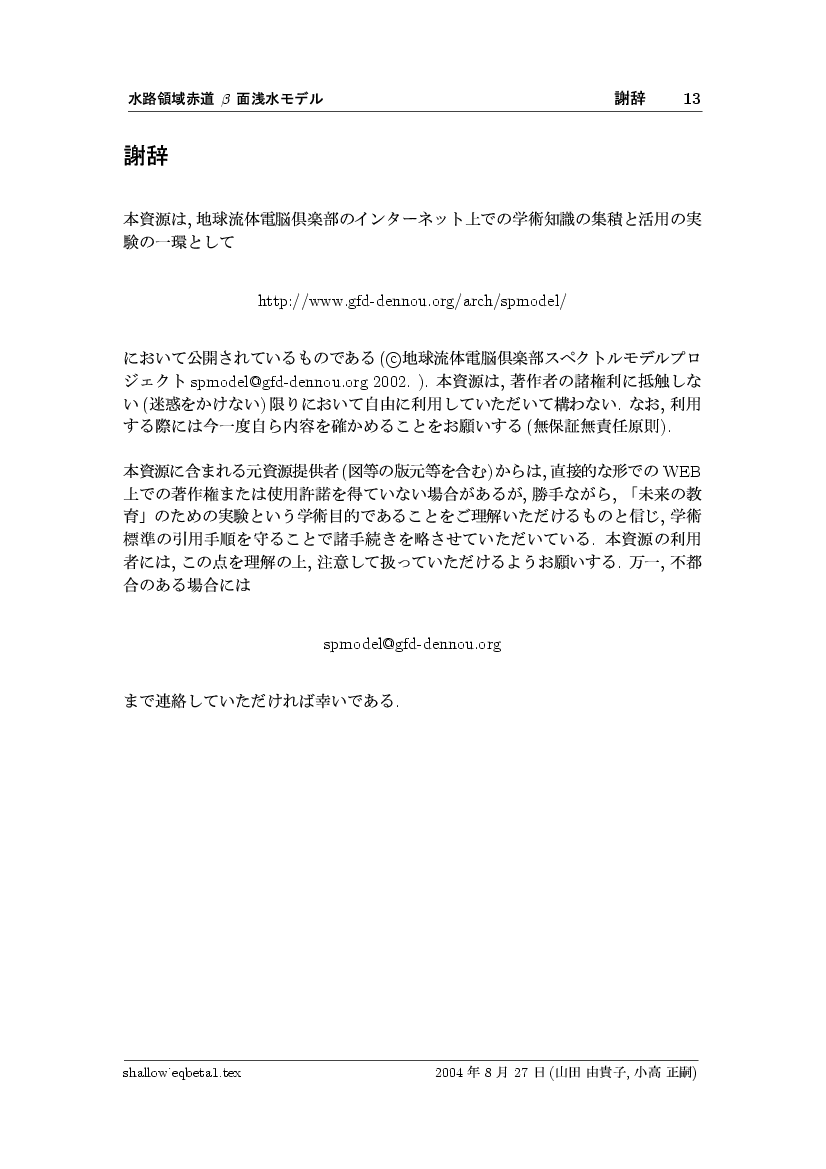 水路領域赤道 β 面浅水モデル 謝辞 13
謝辞
本資源は, 地球流体電脳倶楽部のインターネット上での学術知識の集積と活用の実
験の一環として
http://www.gfd-dennou.org/arch/spmodel/
において公開されているものである (©地球流体電脳倶楽部スペクトルモデルプロ
ジェクト spmodel@gfd-dennou.org 2002. ). 本資源は, 著作者の諸権利に抵触しな
い (迷惑をかけない) 限りにおいて自由に利用していただいて構わない. なお, 利用
する際には今一度自ら内容を確かめることをお願いする (無保証無責任原則).
本資源に含まれる元資源提供者 (図等の版元等を含む) からは, 直接的な形での WEB
上での著作権または使用許諾を得ていない場合があるが, 勝手ながら, 「未来の教
育」のための実験という学術目的であることをご理解いただけるものと信じ, 学術
標準の引用手順を守ることで諸手続きを略させていただいている. 本資源の利用
者には, この点を理解の上, 注意して扱っていただけるようお願いする. 万一, 不都
合のある場合には
spmodel@gfd-dennou.org
まで連絡していただければ幸いである.
shallow˙eqbeta1.tex 2004 年 8 月 27 日 (山田 由貴子, 小高 正嗣)